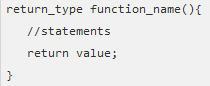 return_type function_name(){
//statements
return value;
}